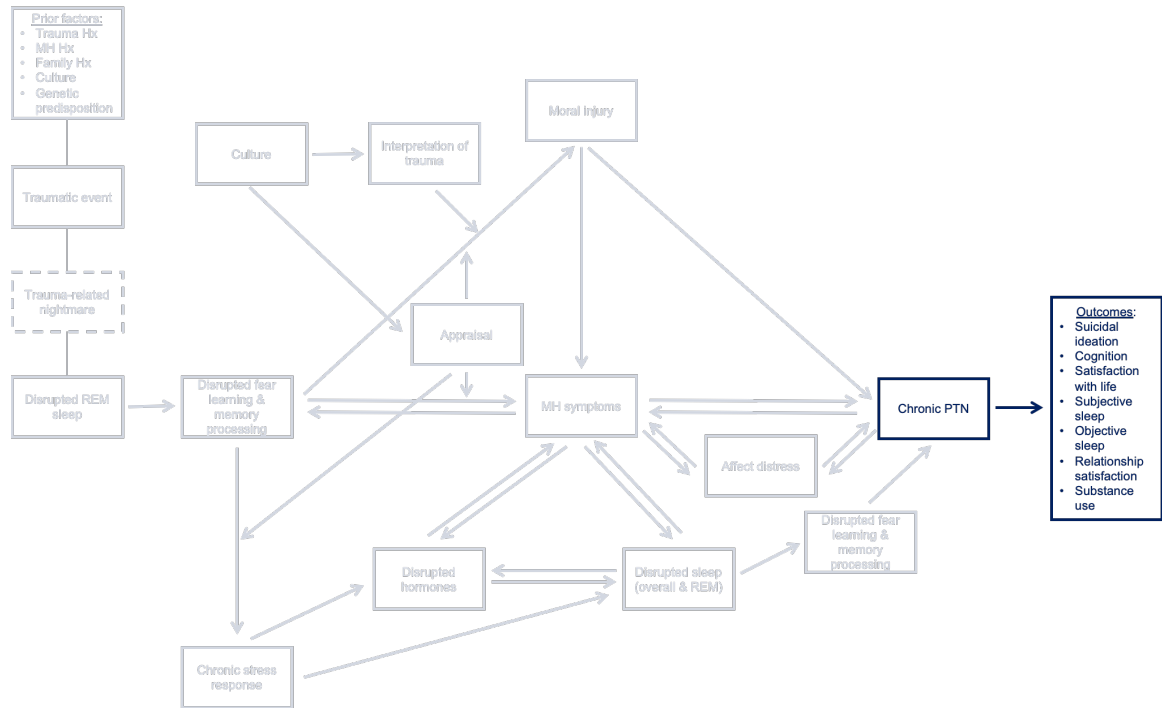 Prior factors:
• Trauma Hx
• MH Hx
• Family Hx
• Culture
• Genetic
predisposition
Traumatic event
Trauma-related
nightmare
Disrupted REM
sleep
Culture
Interpretation of
trauma
Moral injury
Appraisal
Disrupted fear
learning &
memory
processing
MH symptoms
Affect distress
Chronic PTN
Disrupted fear
learning &
memory
processing
Disrupted
hormones
Disrupted sleep
(overall & REM)
Chronic stress
response
Outcomes:
• Suicidal
ideation
• Cognition
• Satisfaction
with life
• Subjective
sleep
• Objective
sleep
• Relationship
satisfaction
• Substance
use